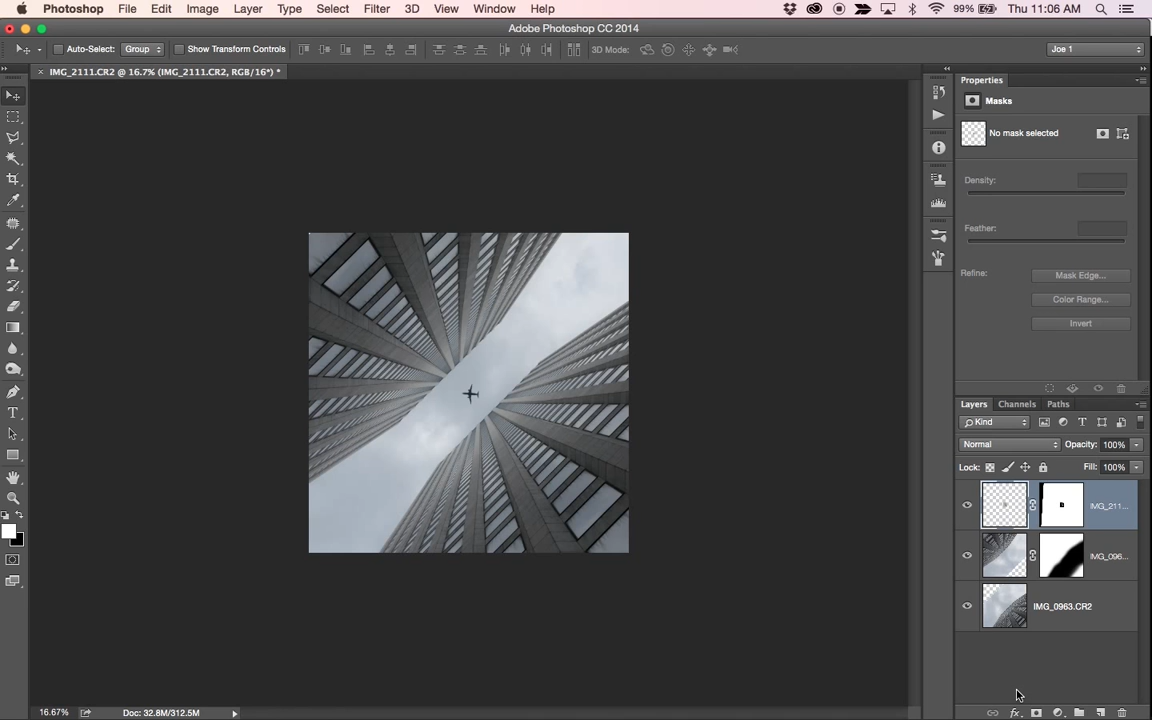 Photoshop File Edit Image Layer Type Select Filter 3D View Window Help 99% Thu 11:06 AM
Adobe Photoshop CC 2014
Auto-Select: Group Show Transform Controls 3D Mode: Joe 1
× IMG_2111.CR2 @ 16.7% (IMG_2111.CR2, RGB/16*) *
Properties
Masks
No mask selected
Density:
Feather:
Refine: Mask Edge...
Color Range...
Invert
Layers Channels Paths
Kind
Normal Opacity: 100%
Lock: Fill: 100%
IMG_211...
IMG_096...
IMG_0963.CR2
16.67% Doc: 32.8M/312.5M